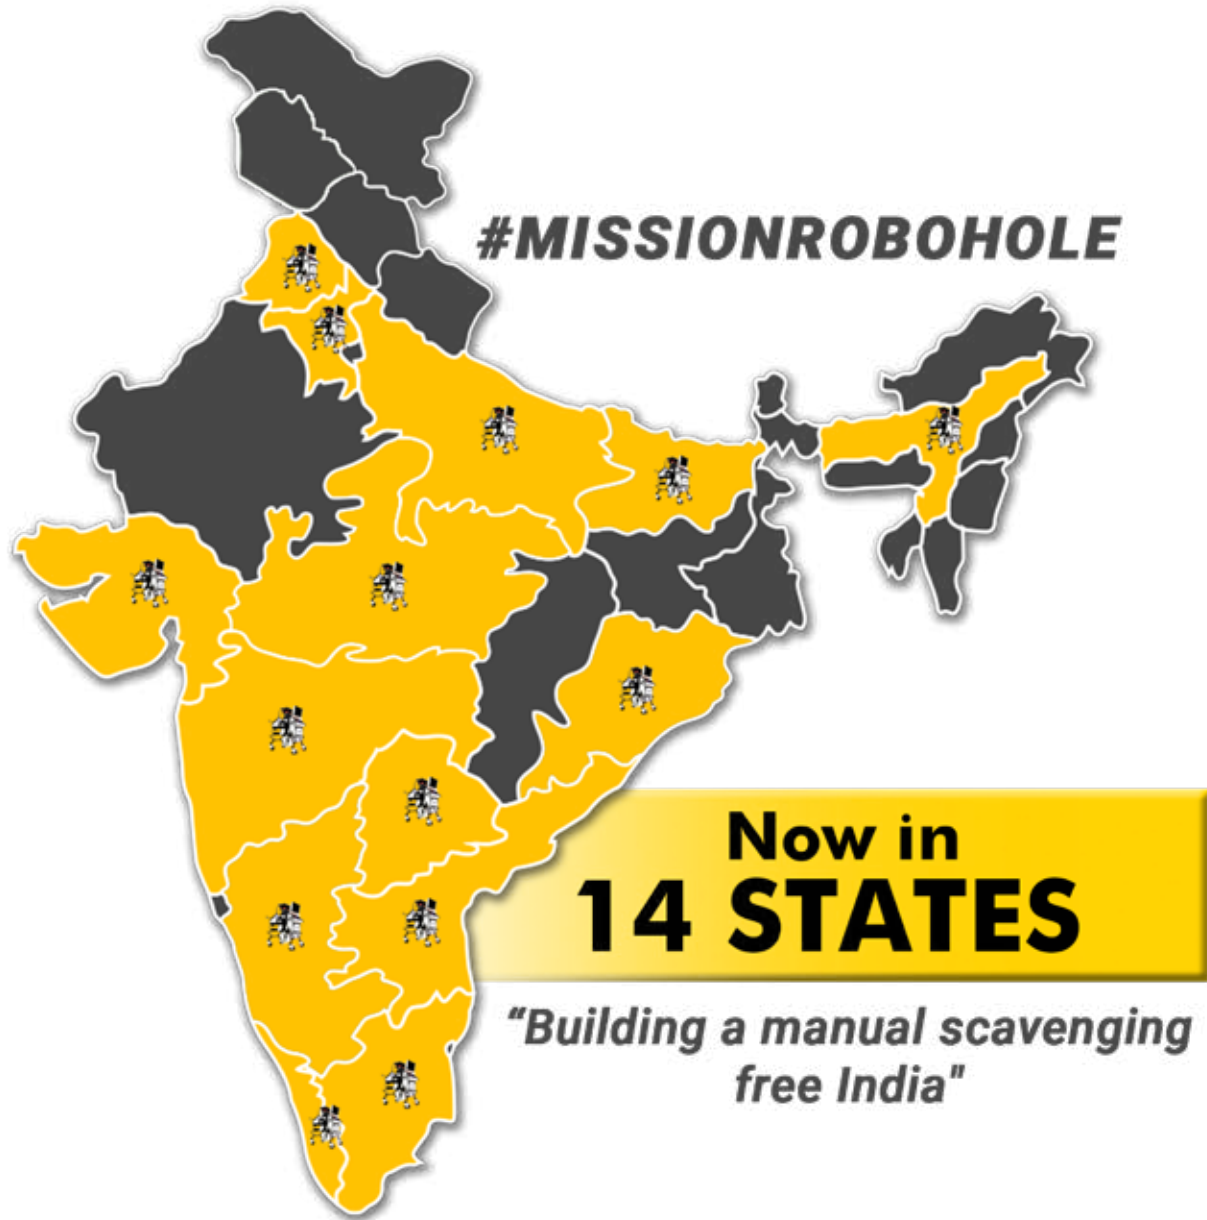 #MISSIONROBOHOLE
Now in
14 STATES
“Building a manual scavenging
free India"